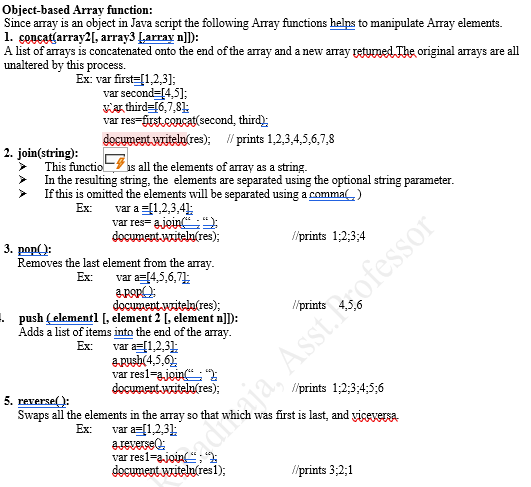 Object-based Array function:
Since array is an object in Java script the following Array functions helps to manipulate Array elements.
1. concat(array2[, array3 [,array n]]):
A list of arrays is concatenated onto the end of the array and a new array returned.The original arrays are all
unaltered by this process.
Ex: var first=[1,2,3];
var second=[4,5];
var third=[6,7,8];
var res=first.concat(second, third);
document.writeln(res); // prints 1,2,3,4,5,6,7,8
2. join(string):
➤ This functio us all the elements of array as a string.
➤ In the resulting string, the elements are separated using the optional string parameter.
➤ If this is omitted the elements will be separated using a comma(,)
Ex: var a =[1,2,3,4];
var res= a.join(“ ; “);
document.writeln(res); //prints 1;2;3;4
3. pop():
Removes the last element from the array.
Ex: var a=[4,5,6,7];
a.pop();
document.writeln(res); //prints 4,5,6
. push ( element1 [, element 2 [, element n]]):
Adds a list of items into the end of the array.
Ex: var a=[1,2,3];
a.push(4,5,6);
var res1=a.join(“ ; “);
document.writeln(res); //prints 1;2;3;4;5;6
5. reverse():
Swaps all the elements in the array so that which was first is last, and viceversa.
Ex: var a=[1,2,3];
a.reverse();
var res1=a.join(“ ; “);
document.writeln(res1); //prints 3;2;1
Asst.Professor